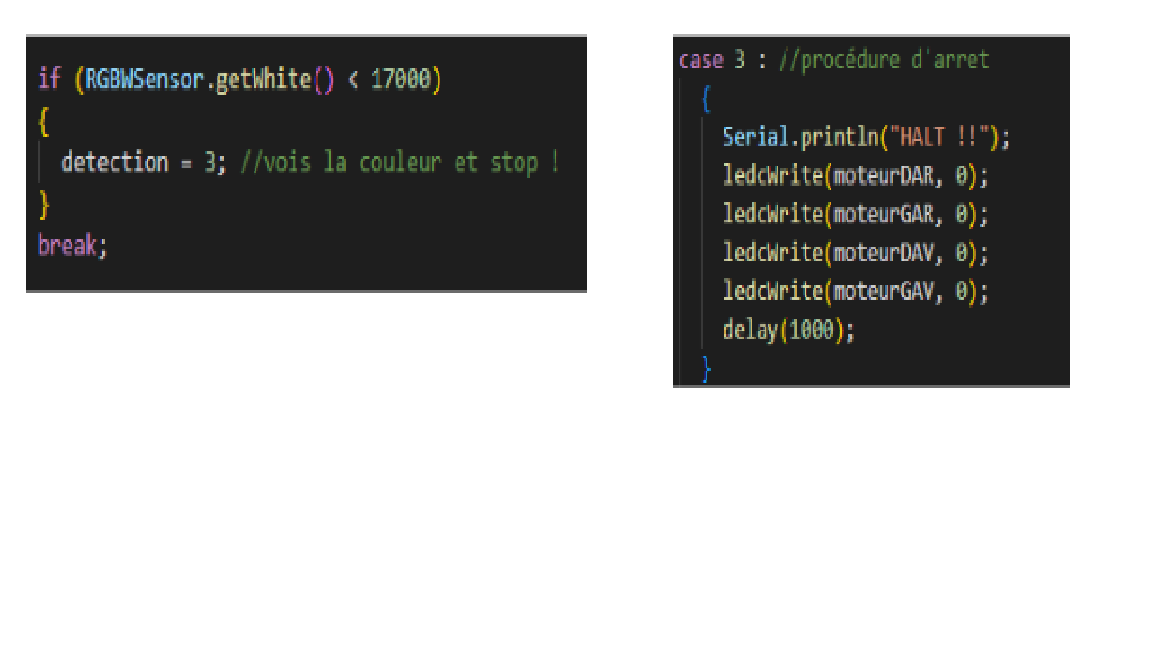 if (RGBWSensor.getWhite() < 17000)
{
detection = 3; //vois la couleur et stop !
}
break;
case 3 : //procédure d'arret
{
Serial.println("HALT !!");
ledcWrite(moteurDAR, 0);
ledcWrite(moteurGAR, 0);
ledcWrite(moteurDAV, 0);
ledcWrite(moteurGAV, 0);
delay(1000);
}